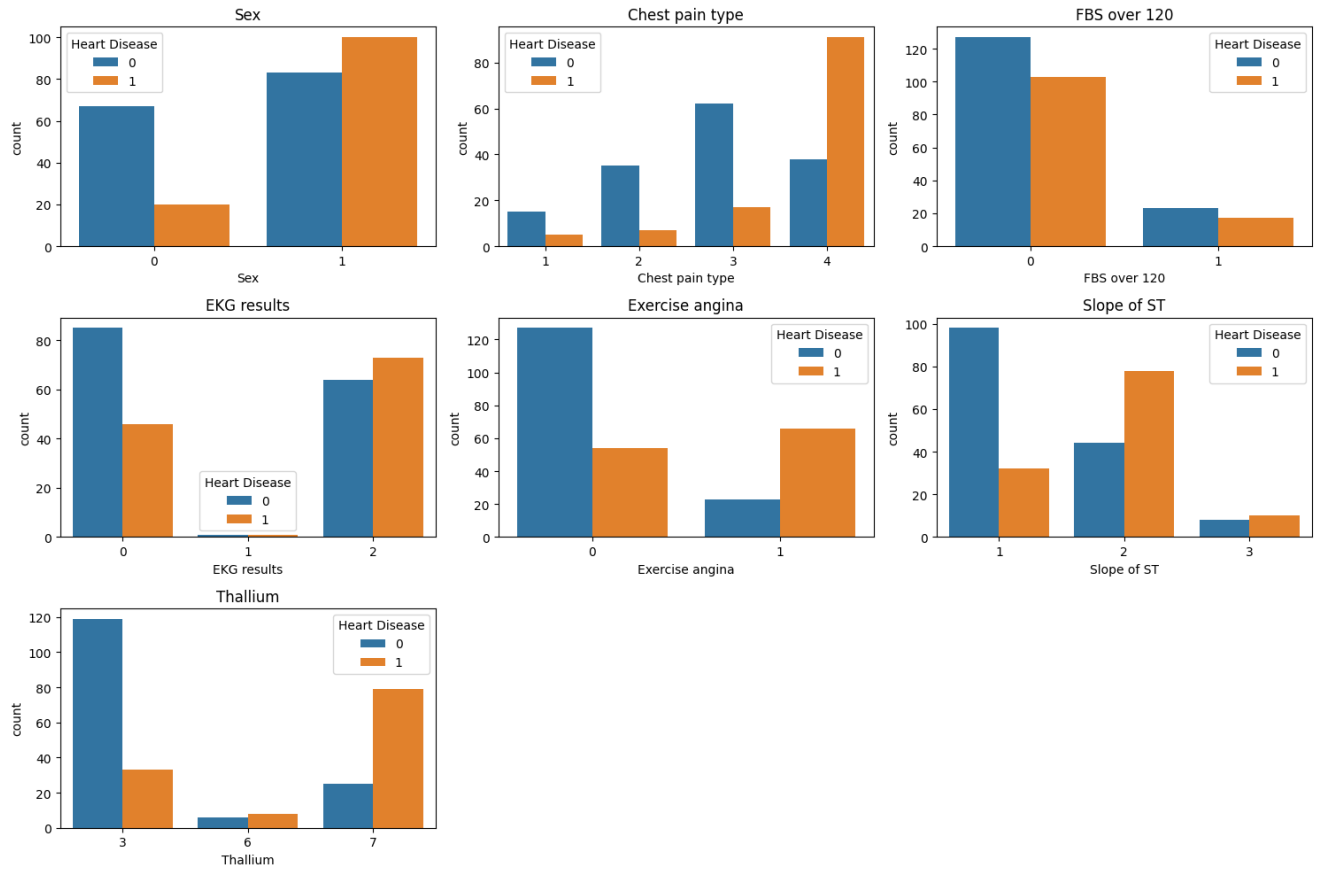 Sex
Heart Disease
0
1
count
100
80
60
40
20
0
0
1
Sex
Chest pain type
Heart Disease
0
1
count
80
60
40
20
0
1
2
3
4
Chest pain type
FBS over 120
Heart Disease
0
1
count
120
100
80
60
40
20
0
0
1
FBS over 120
EKG results
Heart Disease
0
1
count
80
60
40
20
0
0
1
2
EKG results
Exercise angina
Heart Disease
0
1
count
120
100
80
60
40
20
0
0
1
Exercise angina
Slope of ST
Heart Disease
0
1
count
100
80
60
40
20
0
1
2
3
Slope of ST
Thallium
Heart Disease
0
1
count
120
100
80
60
40
20
0
3
6
7
Thallium